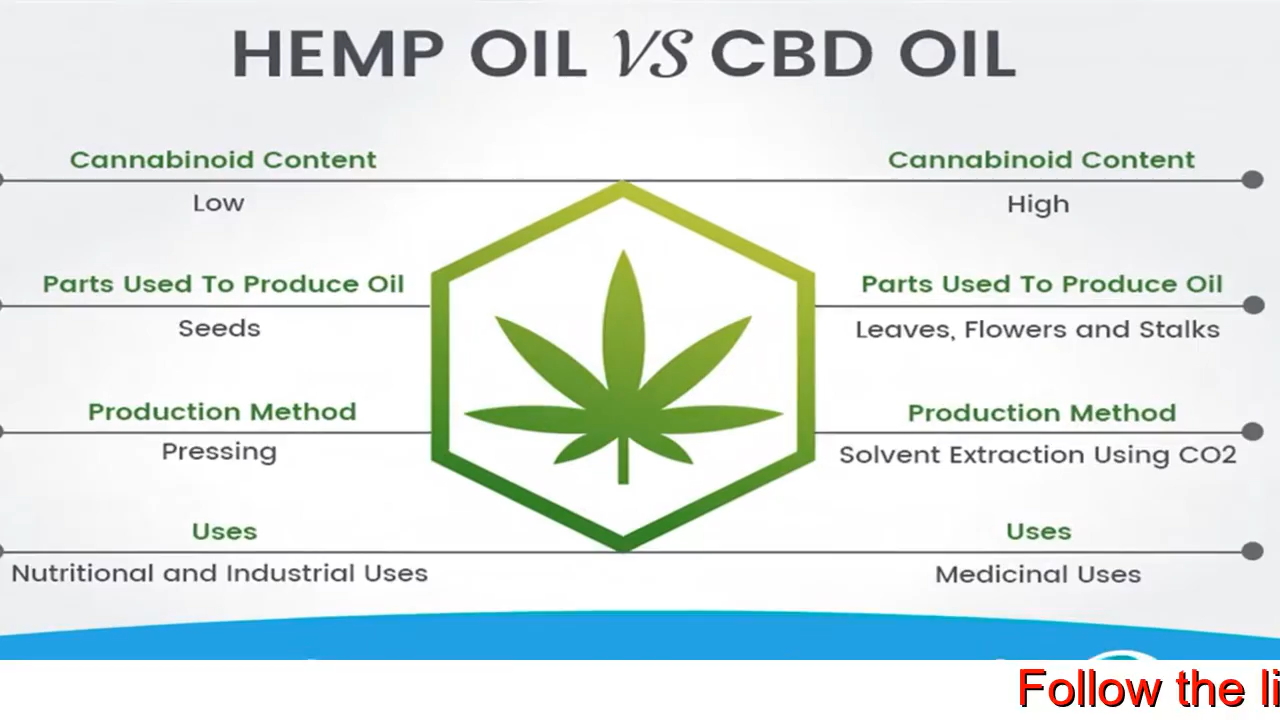 HEMP OIL VS CBD OIL
Cannabinoid Content
Low
Parts Used To Produce Oil
Seeds
Production Method
Pressing
Uses
Nutritional and Industrial Uses
Cannabinoid Content
High
Parts Used To Produce Oil
Leaves, Flowers and Stalks
Production Method
Solvent Extraction Using CO2
Uses
Medicinal Uses
Follow the